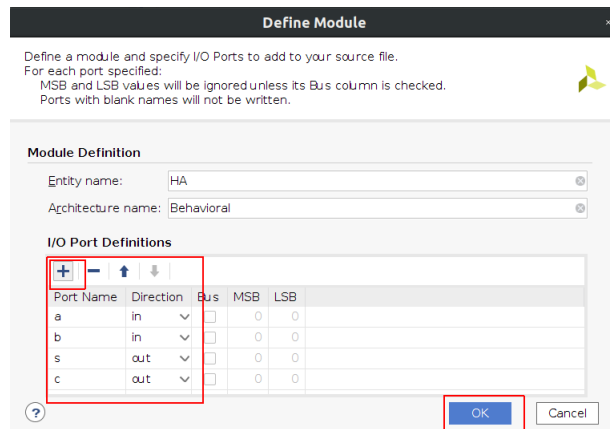 Define Module
Define a module and specify I/O Ports to add to your source file.
For each port specified:
MSB and LSB values will be ignored unless its Bus column is checked.
Ports with blank names will not be written.
Module Definition
Entity name: HA
Architecture name: Behavioral
I/O Port Definitions
Port Name Direction Bus MSB LSB
a in 0 0
b in 0 0
s out 0 0
c out 0 0
? OK Cancel